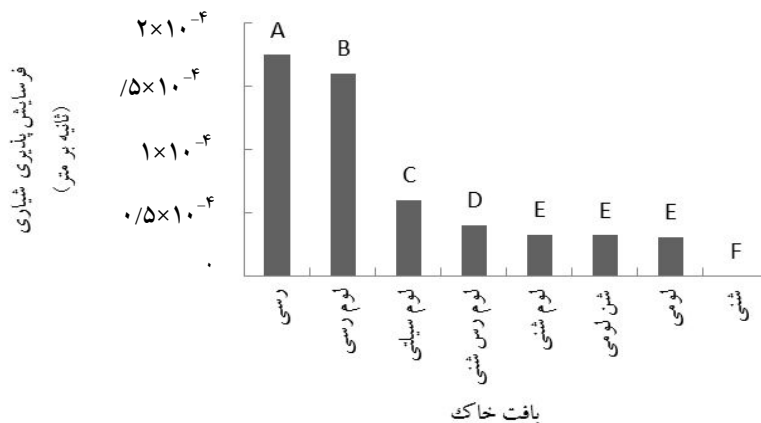 فرسایش پذیری شیاری
(ثانیه بر متر)
۲×۱۰⁻⁴
/۵×۱۰⁻⁴
۱×۱۰⁻⁴
۰/۵×۱۰⁻⁴
۰
A
B
C
D
E
E
E
F
رسی
لوم رسی
لوم سیلتی
لوم رس شنی
لوم شنی
شن لومی
لومی
شنی
بافت خاک